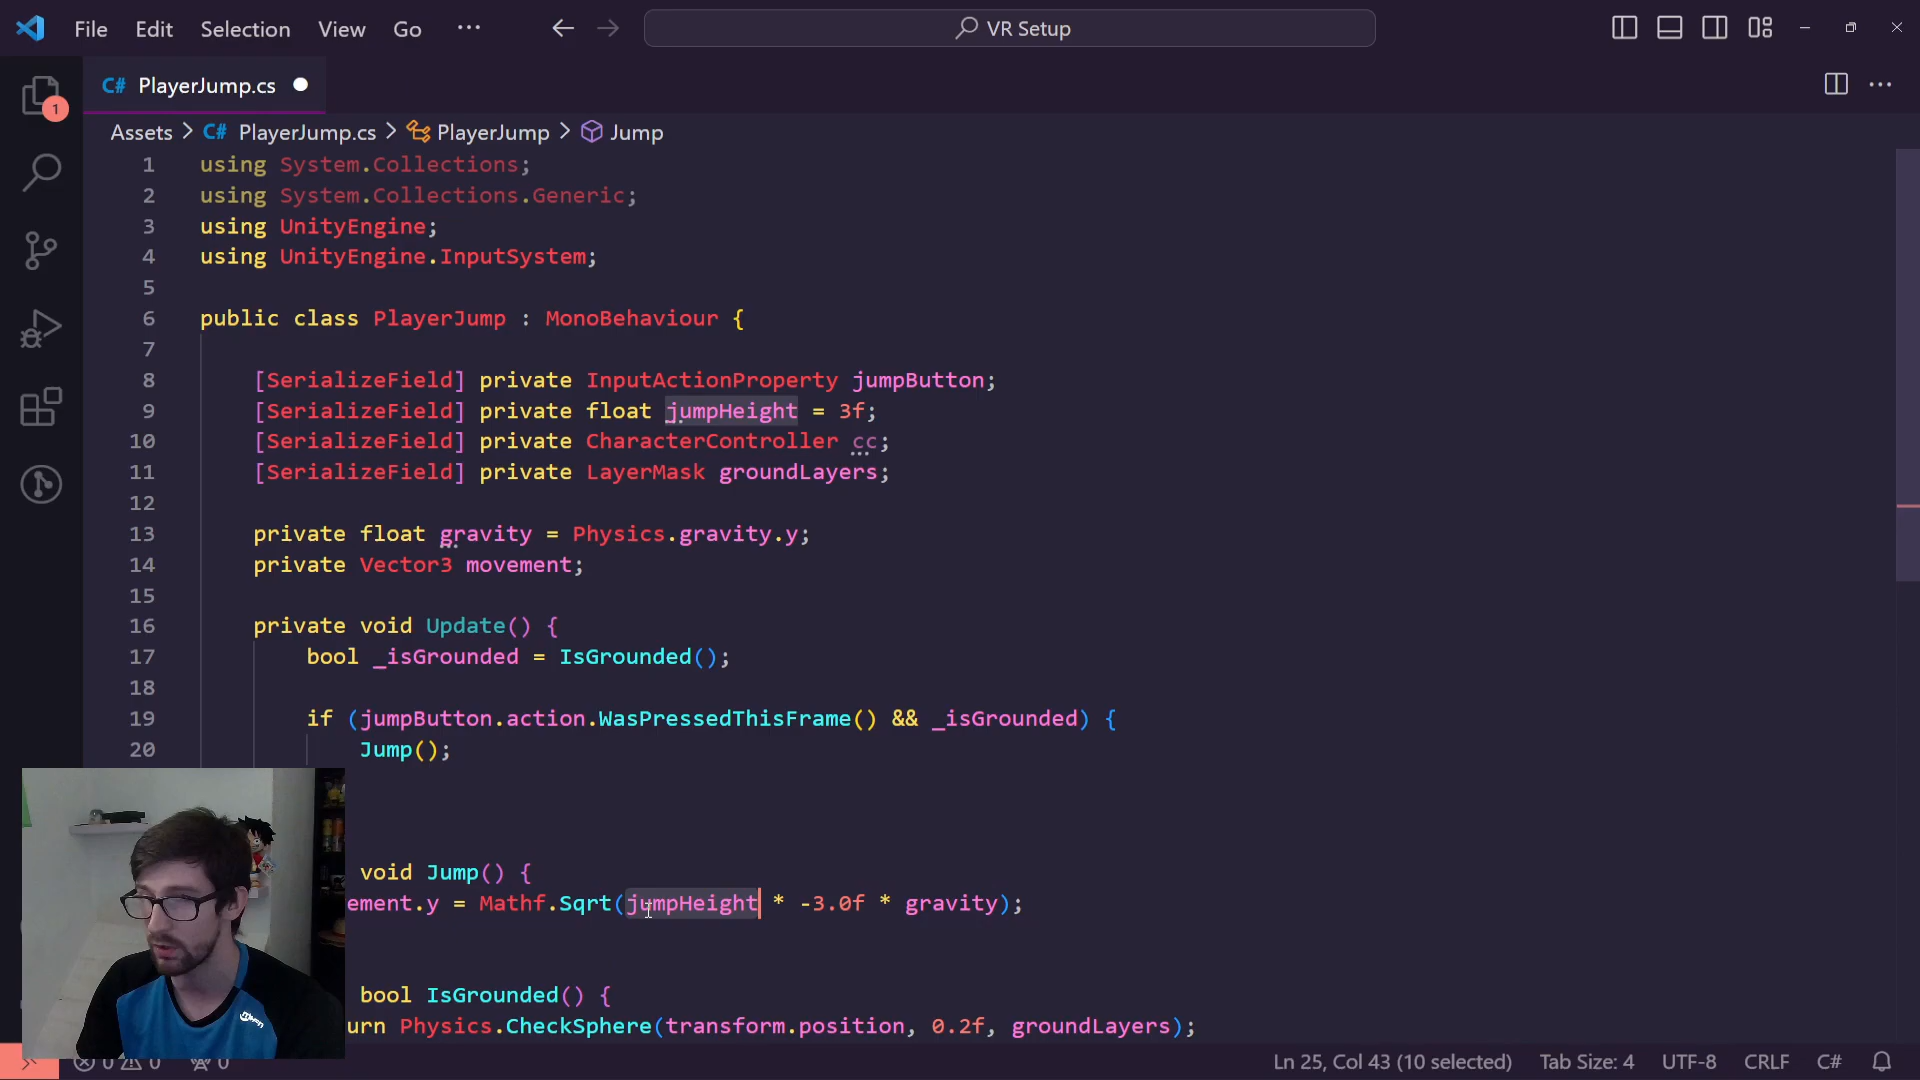 File Edit Selection View Go ··· VR Setup
C# PlayerJump.cs
1
Assets > C# PlayerJump.cs > PlayerJump > Jump
1 using System.Collections;
2 using System.Collections.Generic;
3 using UnityEngine;
4 using UnityEngine.InputSystem;
5
6 public class PlayerJump : MonoBehaviour {
7
8 [SerializeField] private InputActionProperty jumpButton;
9 [SerializeField] private float jumpHeight = 3f;
10 [SerializeField] private CharacterController cc;
11 [SerializeField] private LayerMask groundLayers;
12
13 private float gravity = Physics.gravity.y;
14 private Vector3 movement;
15
16 private void Update() {
17 bool _isGrounded = IsGrounded();
18
19 if (jumpButton.action.WasPressedThisFrame() && _isGrounded) {
20 Jump();
void Jump() {
ement.y = Mathf.Sqrt(jumpHeight * -3.0f * gravity);
bool IsGrounded() {
urn Physics.CheckSphere(transform.position, 0.2f, groundLayers);
0 0 0 Ln 25, Col 43 (10 selected) Tab Size: 4 UTF-8 CRLF C#